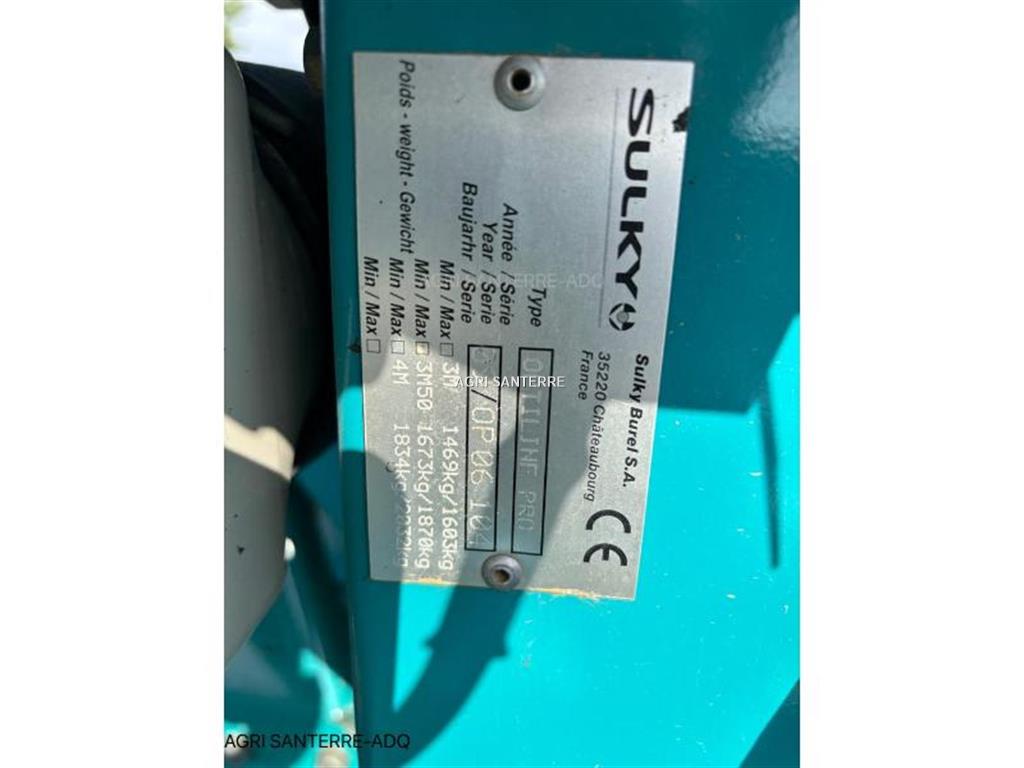 SULKY
Sulky Burel S.A.
35220 Châteaubourg
France
CE
Type
PRO
Année / Série
Year / Serie
Baujarhr / Serie
/OP 06 104
Poids - weight - Gewicht
Min / Max 3M 1469kg/1603kg
Min / Max 3M50 1673kg/1870kg
Min / Max 4M 1834kg/2032kg
Min / Max
AGRI SANTERRE-ADQ
AGRI-SANTERRE
AGRI SANTERRE-ADQ